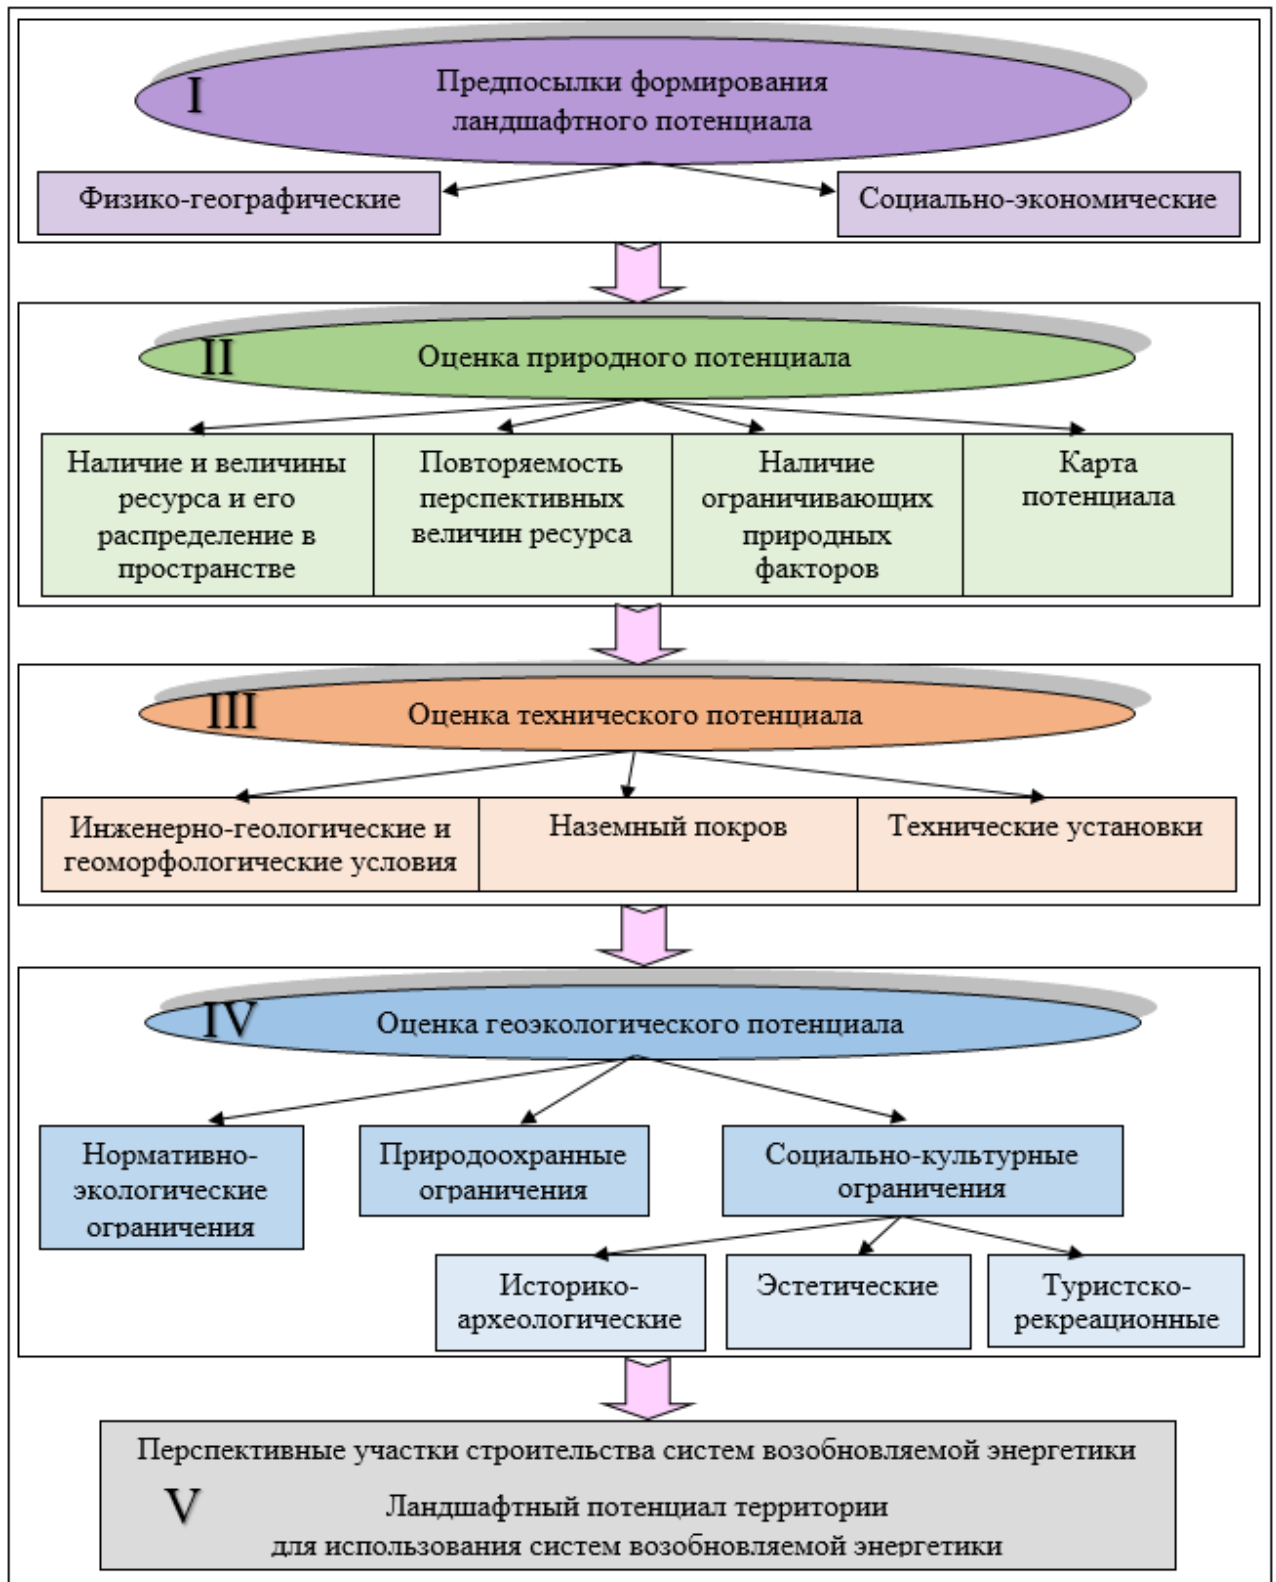 I
Предпосылки формирования
ландшафтного потенциала
Физико-географические
Социально-экономические
II
Оценка природного потенциала
Наличие и величины
ресурса и его
распределение в
пространстве
Повторяемость
перспективных
величин ресурса
Наличие
ограничивающих
природных
факторов
Карта
потенциала
III
Оценка технического потенциала
Инженерно-геологические и
геоморфологические условия
Наземный покров
Технические установки
IV
Оценка геоэкологического потенциала
Нормативно-
экологические
ограничения
Природоохранные
ограничения
Социально-культурные
ограничения
Историко-
археологические
Эстетические
Туристско-
рекреационные
Перспективные участки строительства систем возобновляемой энергетики
V
Ландшафтный потенциал территории
для использования систем возобновляемой энергетики